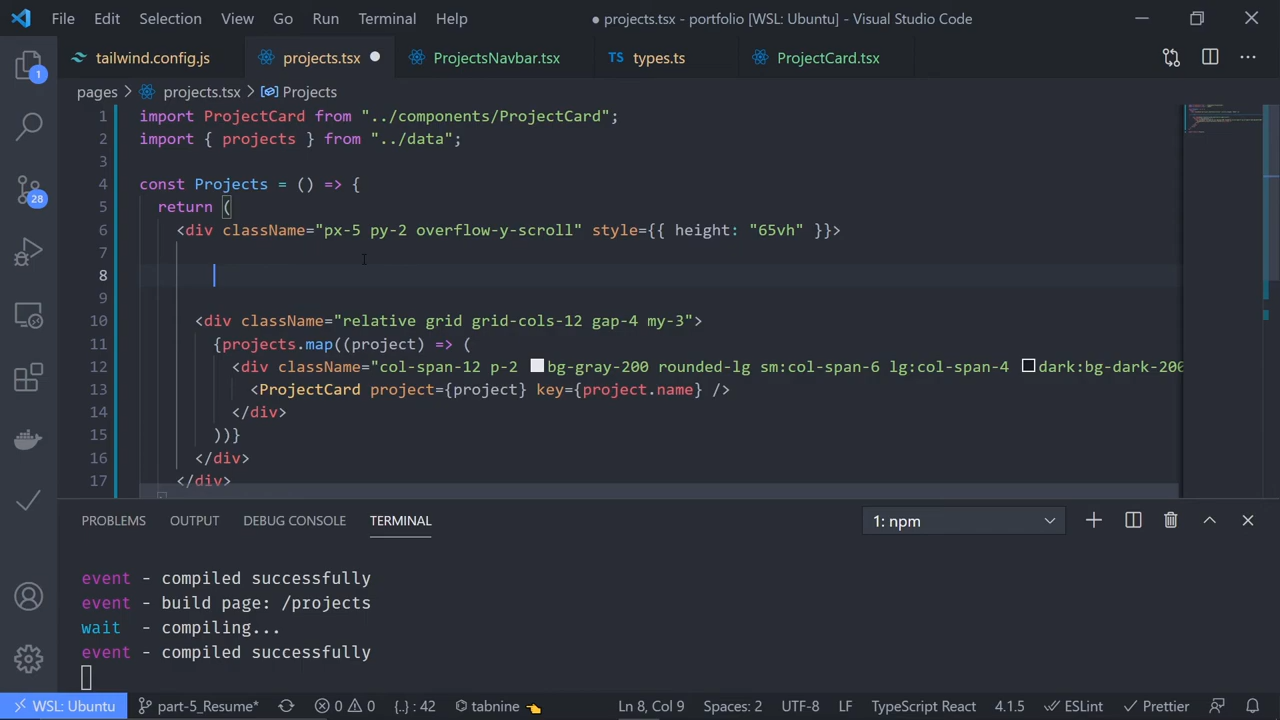 File Edit Selection View Go Run Terminal Help ● projects.tsx - portfolio [WSL: Ubuntu] - Visual Studio Code
tailwind.config.js projects.tsx ● ProjectsNavbar.tsx TS types.ts ProjectCard.tsx
1
pages > projects.tsx > Projects
1 import ProjectCard from "../components/ProjectCard";
2 import { projects } from "../data";
3
4 const Projects = () => {
5 return (
6 <div className="px-5 py-2 overflow-y-scroll" style={{ height: "65vh" }}>
7
8
9
10 <div className="relative grid grid-cols-12 gap-4 my-3">
11 {projects.map((project) => (
12 <div className="col-span-12 p-2 bg-gray-200 rounded-lg sm:col-span-6 lg:col-span-4 dark:bg-dark-200
13 <ProjectCard project={project} key={project.name} />
14 </div>
15 ))}
16 </div>
17 </div>
28
PROBLEMS OUTPUT DEBUG CONSOLE TERMINAL 1: npm
event - compiled successfully
event - build page: /projects
wait - compiling...
event - compiled successfully
WSL: Ubuntu part-5_Resume* 0 0 {..} : 42 tabnine 👈 Ln 8, Col 9 Spaces: 2 UTF-8 LF TypeScript React 4.1.5 ESLint Prettier